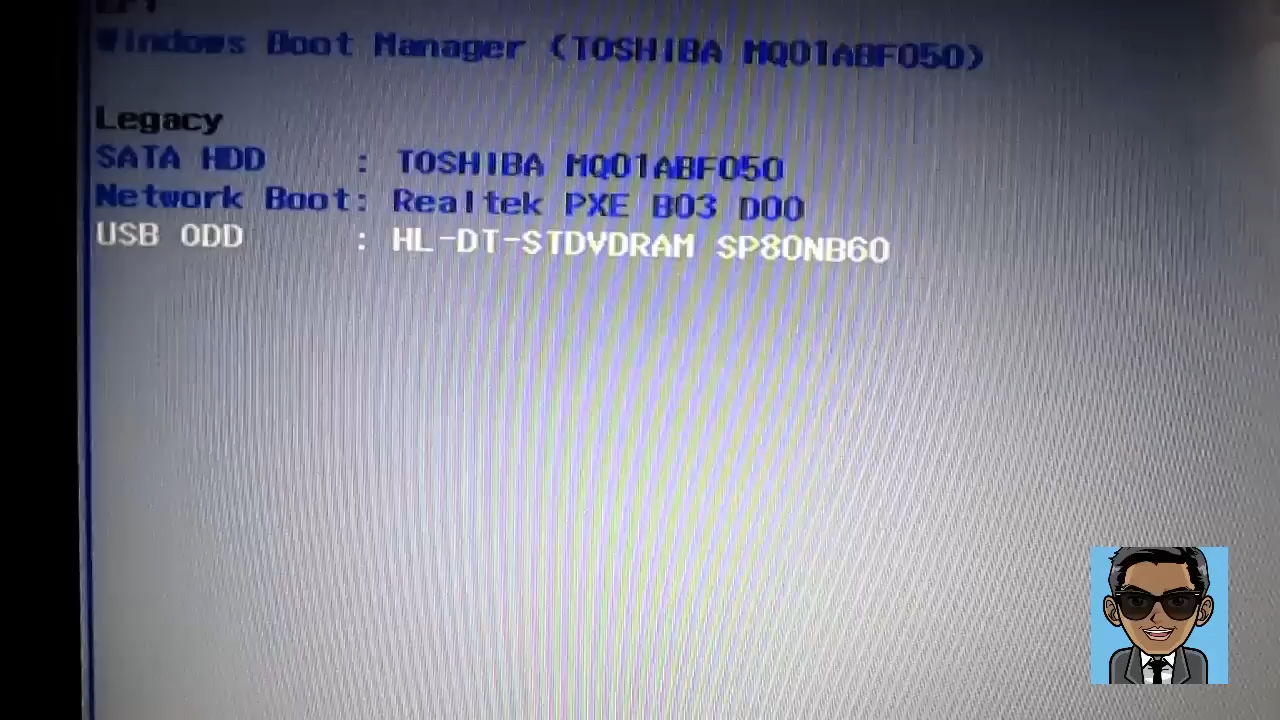 Windows Boot Manager (TOSHIBA MQ01ABF050)
Legacy
SATA HDD : TOSHIBA MQ01ABF050
Network Boot: Realtek PXE B03 D00
USB ODD : HL-DT-STDVDRAM SP80NB60